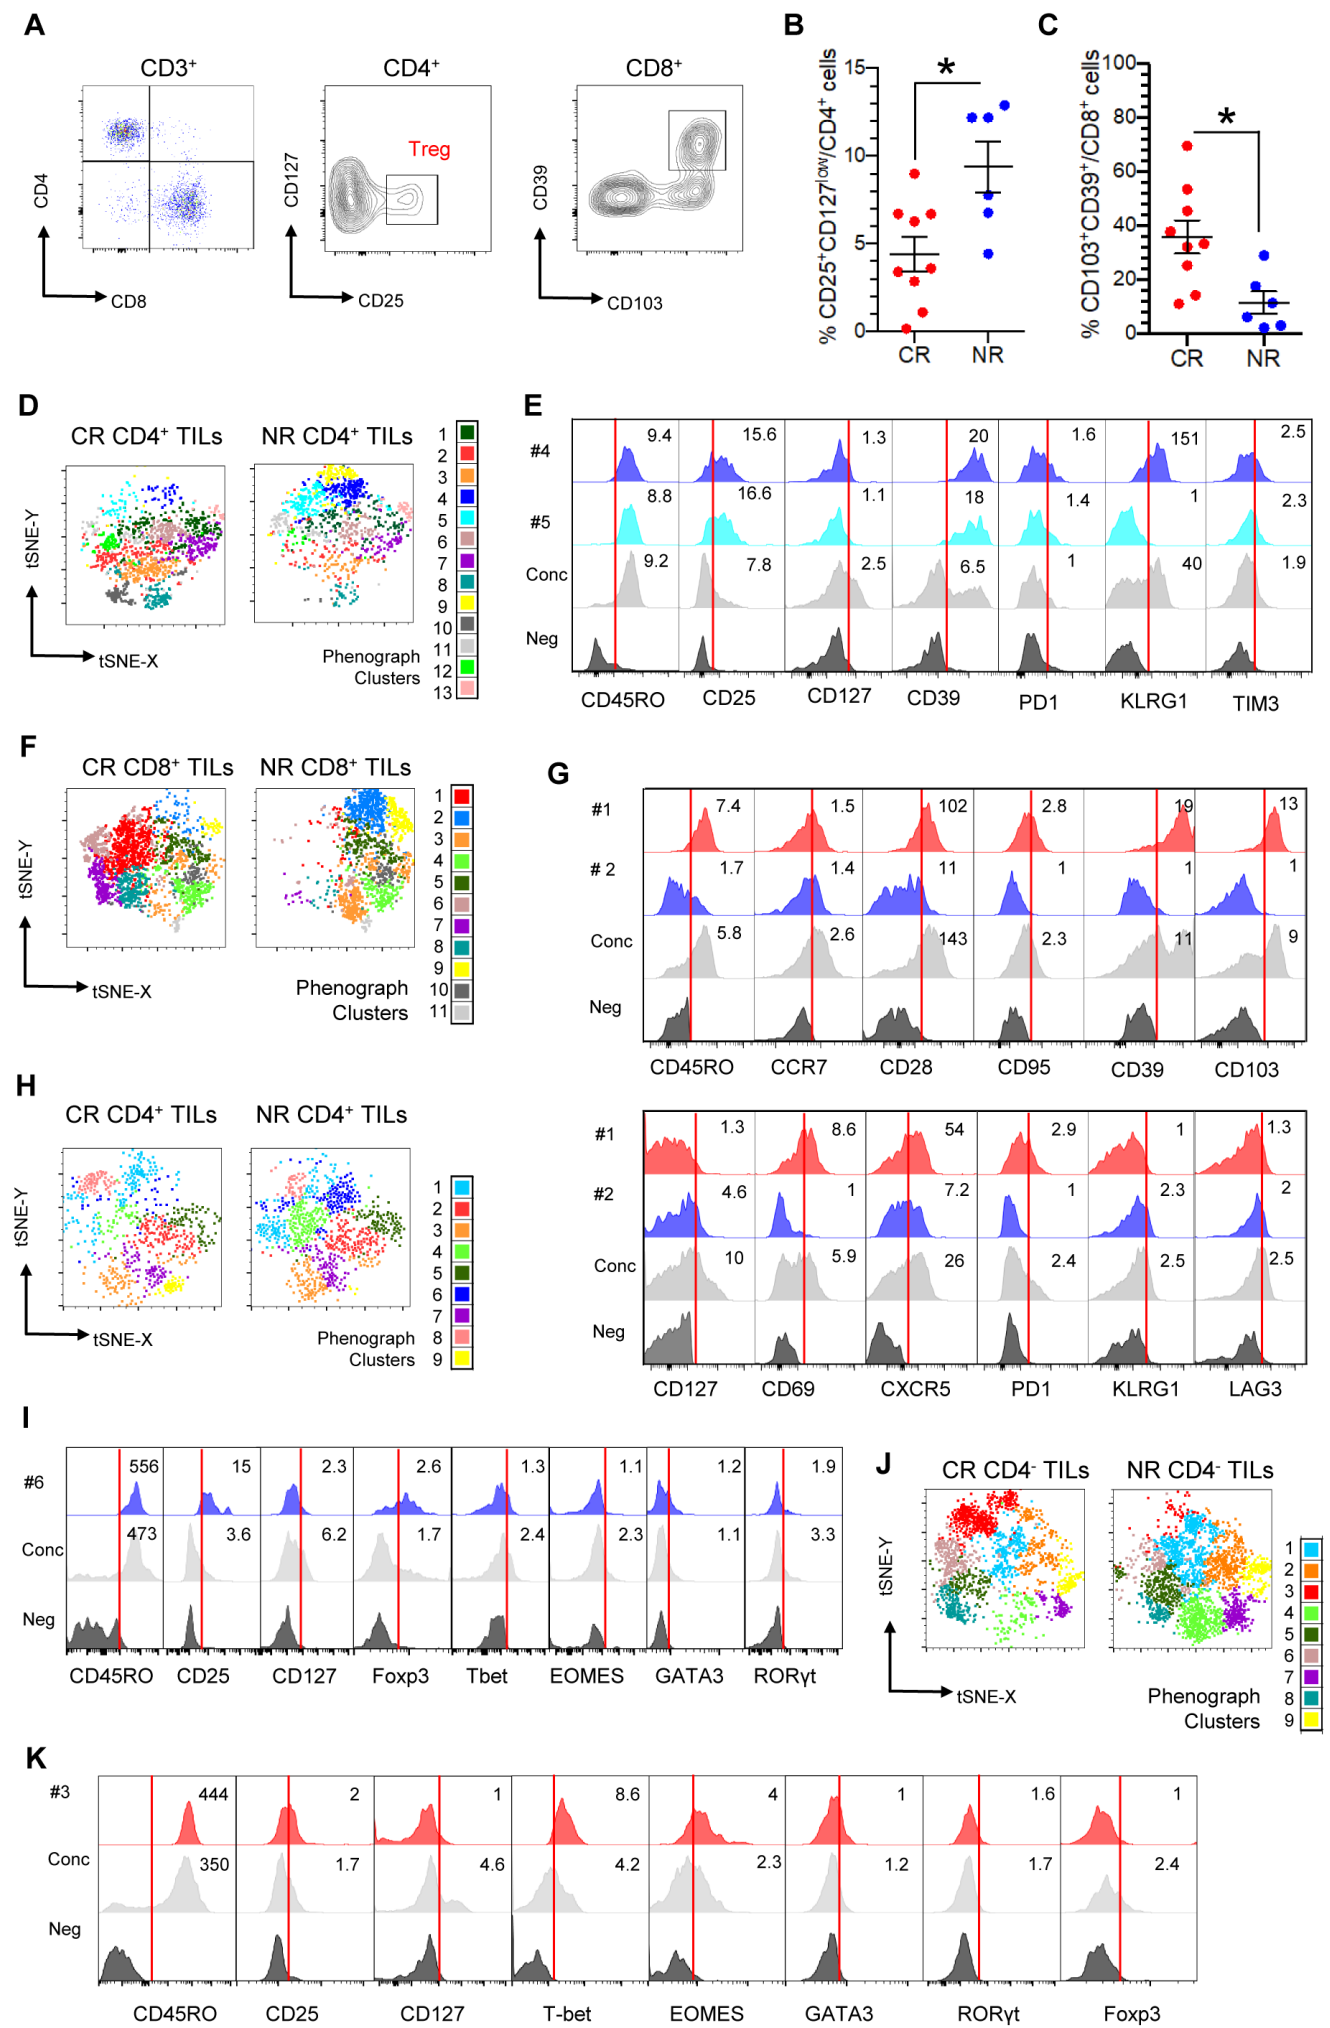 A
CD3+
CD4+
CD8+
CD4
CD8
CD127
Treg
CD25
CD39
CD103
B
% CD25+CD127low/CD4+ cells
15
10
5
0
*
CR
NR
C
% CD103+CD39+/CD8+ cells
100
80
60
40
20
0
*
CR
NR
D
CR CD4+ TILs
NR CD4+ TILs
tSNE-Y
tSNE-X
Phenograph
Clusters
1
2
3
4
5
6
7
8
9
10
11
12
13
E
#4
9.4
15.6
1.3
20
1.6
151
2.5
#5
8.8
16.6
1.1
18
1.4
1
2.3
Conc
9.2
7.8
2.5
6.5
1
40
1.9
Neg
CD45RO
CD25
CD127
CD39
PD1
KLRG1
TIM3
F
CR CD8+ TILs
NR CD8+ TILs
tSNE-Y
tSNE-X
Phenograph
Clusters
1
2
3
4
5
6
7
8
9
10
11
G
#1
7.4
1.5
102
2.8
19
13
# 2
1.7
1.4
11
1
1
1
Conc
5.8
2.6
143
2.3
11
9
Neg
CD45RO
CCR7
CD28
CD95
CD39
CD103
#1
1.3
8.6
54
2.9
1
1.3
#2
4.6
1
7.2
1
2.3
2
Conc
10
5.9
26
2.4
2.5
2.5
Neg
CD127
CD69
CXCR5
PD1
KLRG1
LAG3
H
CR CD4+ TILs
NR CD4+ TILs
tSNE-Y
tSNE-X
Phenograph
Clusters
1
2
3
4
5
6
7
8
9
I
#6
556
15
2.3
2.6
1.3
1.1
1.2
1.9
Conc
473
3.6
6.2
1.7
2.4
2.3
1.1
3.3
Neg
CD45RO
CD25
CD127
Foxp3
Tbet
EOMES
GATA3
RORγt
J
CR CD4- TILs
NR CD4- TILs
tSNE-Y
tSNE-X
Phenograph
Clusters
1
2
3
4
5
6
7
8
9
K
#3
444
2
1
8.6
4
1
1.6
1
Conc
350
1.7
4.6
4.2
2.3
1.2
1.7
2.4
Neg
CD45RO
CD25
CD127
T-bet
EOMES
GATA3
RORγt
Foxp3